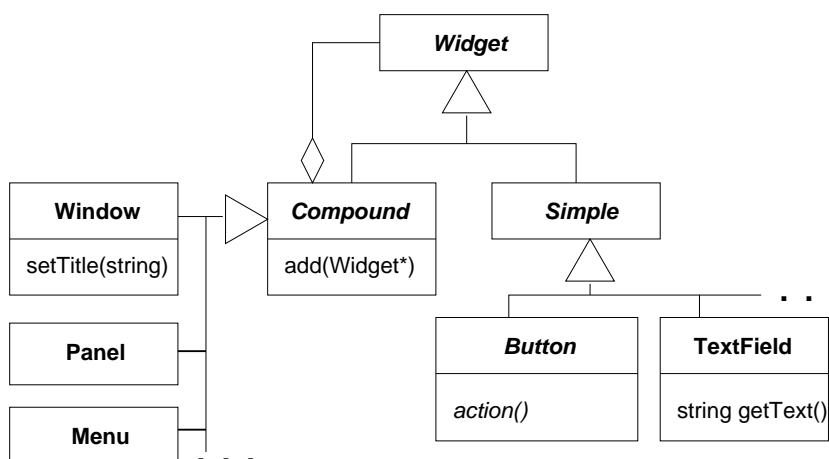 Widget
Window
Compound
Simple
setTitle(string)
add(Widget*)
Panel
Button
TextField
action()
string getText()
Menu